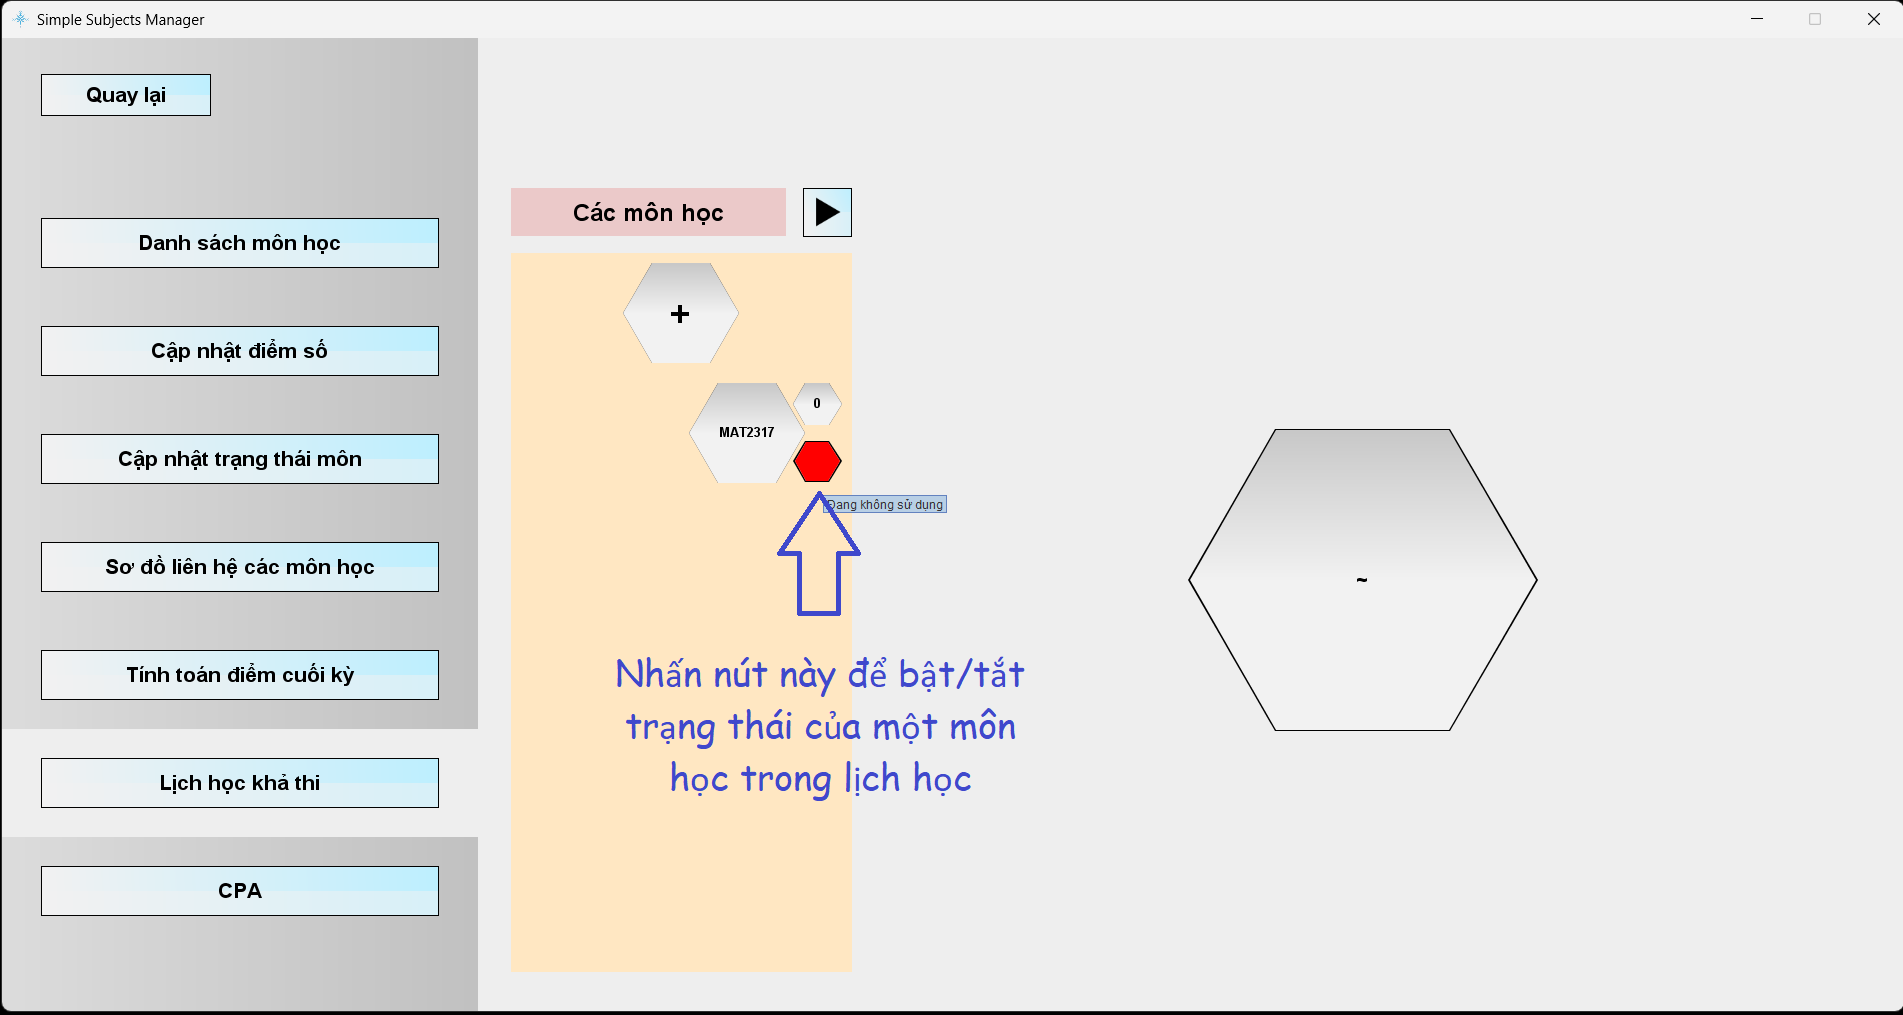 Simple Subjects Manager
Quay lại
Danh sách môn học
Cập nhật điểm số
Cập nhật trạng thái môn
Sơ đồ liên hệ các môn học
Tính toán điểm cuối kỳ
Lịch học khả thi
CPA
Các môn học
+
0
MAT2317
Đang không sử dụng
Nhấn nút này để bật/tắt
trạng thái của một môn
học trong lịch học
~